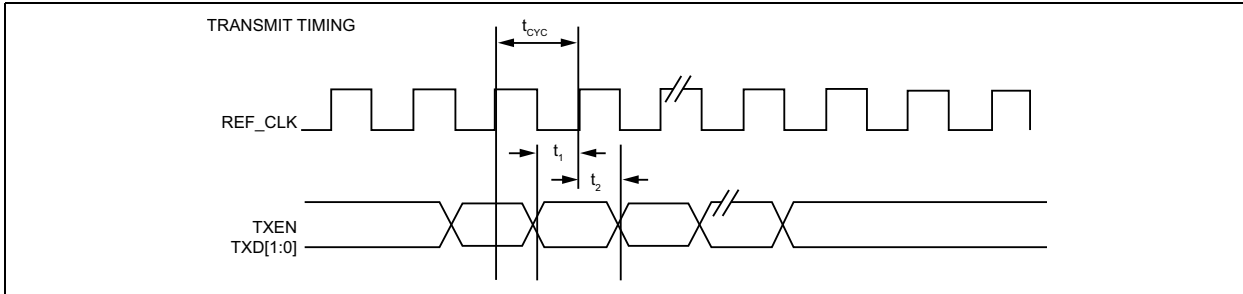 TRANSMIT TIMING
tCYC
REF_CLK
t1
t2
TXEN
TXD[1:0]